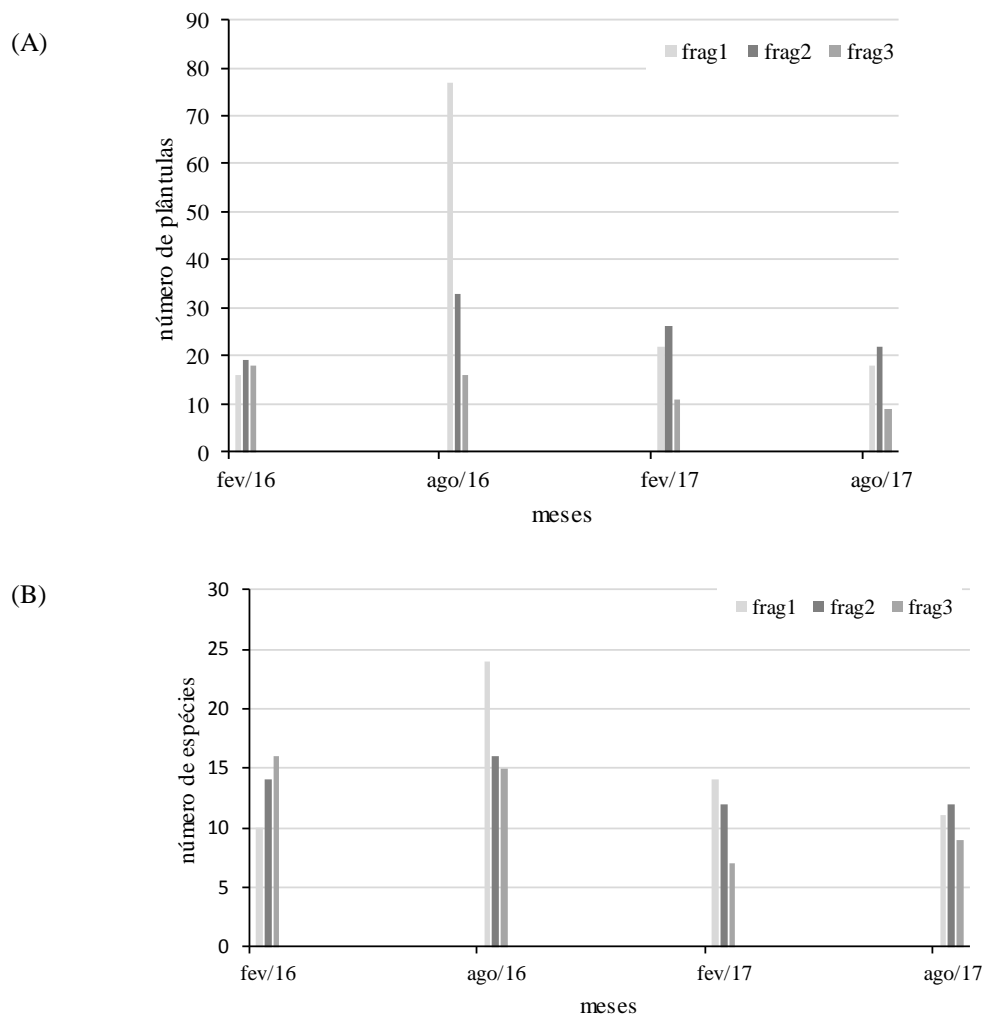 (A)
90
80
70
60
50
40
30
20
10
0
número de plântulas
frag1 frag2 frag3
fev/16 ago/16 fev/17 ago/17
meses
(B)
30
25
20
15
10
5
0
número de espécies
frag1 frag2 frag3
fev/16 ago/16 fev/17 ago/17
meses